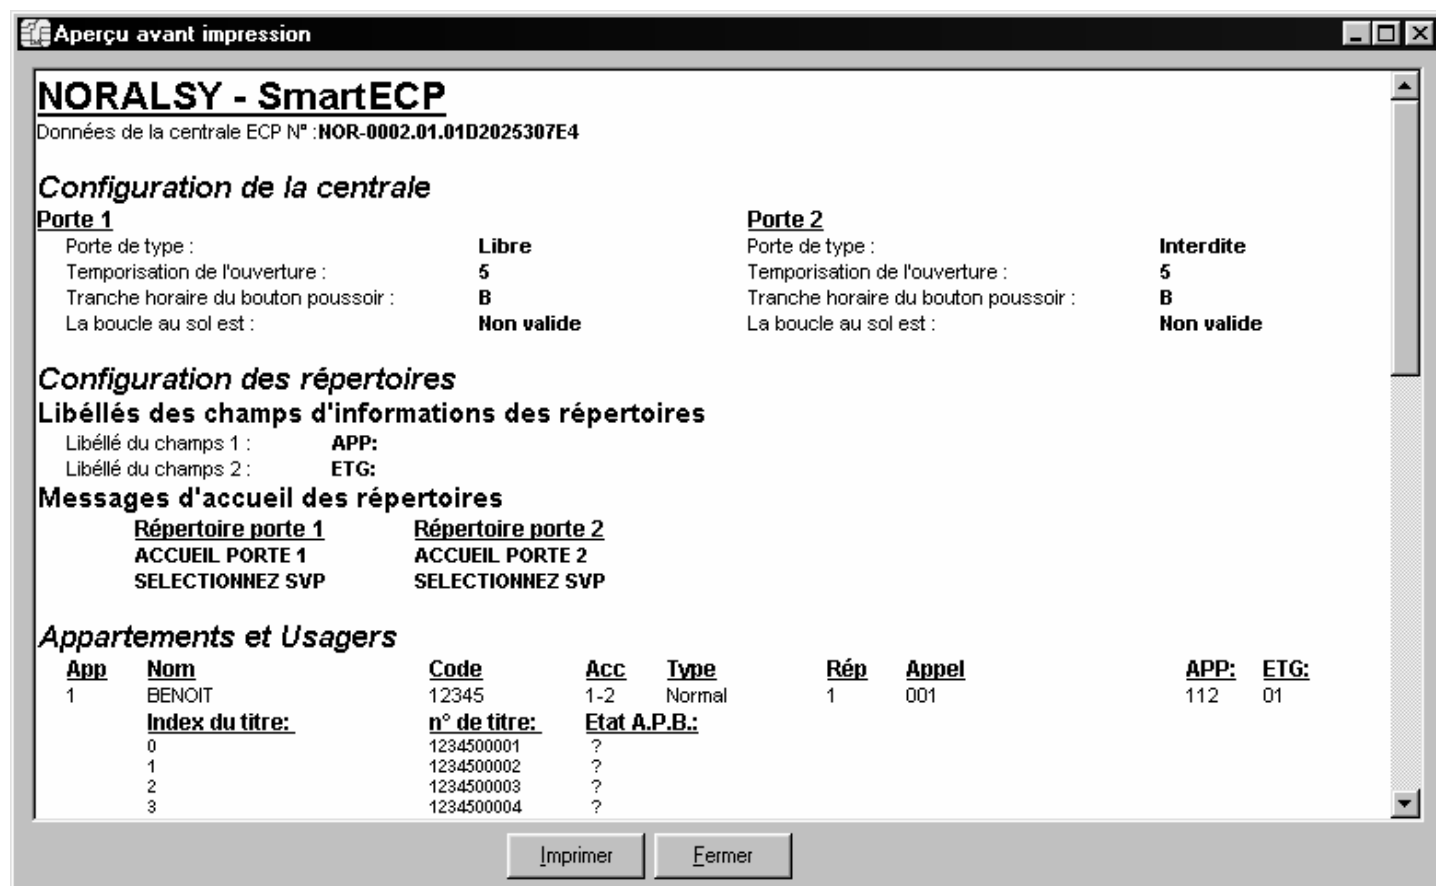 Aperçu avant impression
NORALSY - SmartECP
Données de la centrale ECP N° :NOR-0002.01.01D2025307E4
Configuration de la centrale
Porte 1 Porte 2
Porte de type : Libre Porte de type : Interdite
Temporisation de l'ouverture : 5 Temporisation de l'ouverture : 5
Tranche horaire du bouton poussoir : B Tranche horaire du bouton poussoir : B
La boucle au sol est : Non valide La boucle au sol est : Non valide
Configuration des répertoires
Libéllés des champs d'informations des répertoires
Libéllé du champs 1 : APP:
Libéllé du champs 2 : ETG:
Messages d'accueil des répertoires
Répertoire porte 1 Répertoire porte 2
ACCUEIL PORTE 1 ACCUEIL PORTE 2
SELECTIONNEZ SVP SELECTIONNEZ SVP
Appartements et Usagers
App Nom Code Acc Type Rép Appel APP: ETG:
1 BENOIT 12345 1-2 Normal 1 001 112 01
Index du titre: n° de titre: Etat A.P.B.:
0 1234500001 ?
1 1234500002 ?
2 1234500003 ?
3 1234500004 ?
Imprimer Fermer